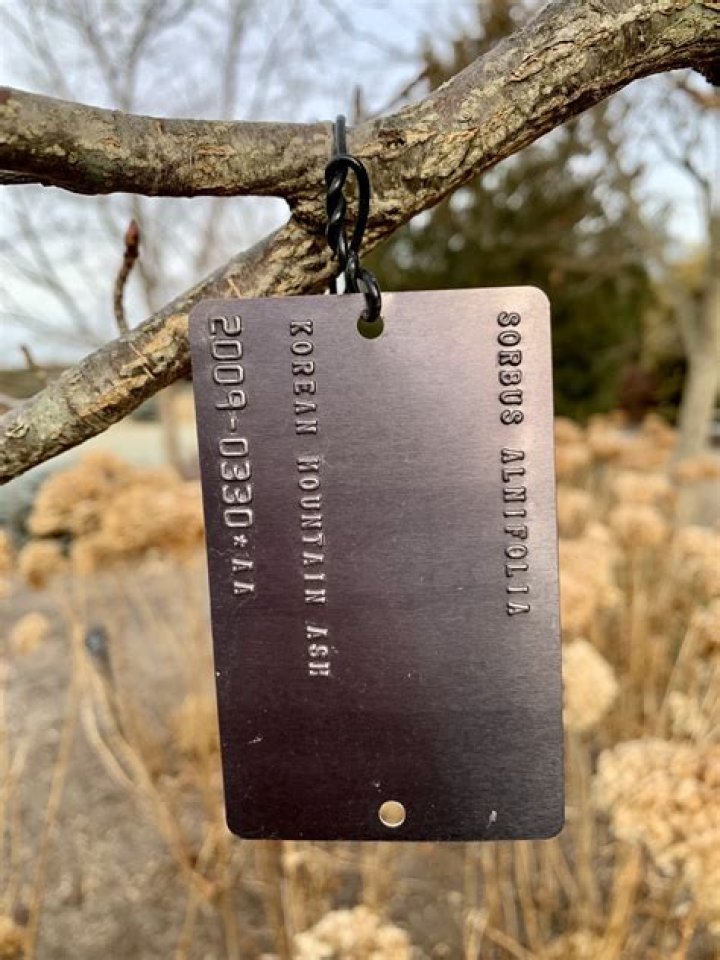 SORBUS ALNIFOLIA
KOREAN MOUNTAIN ASH
2009-0330*AA